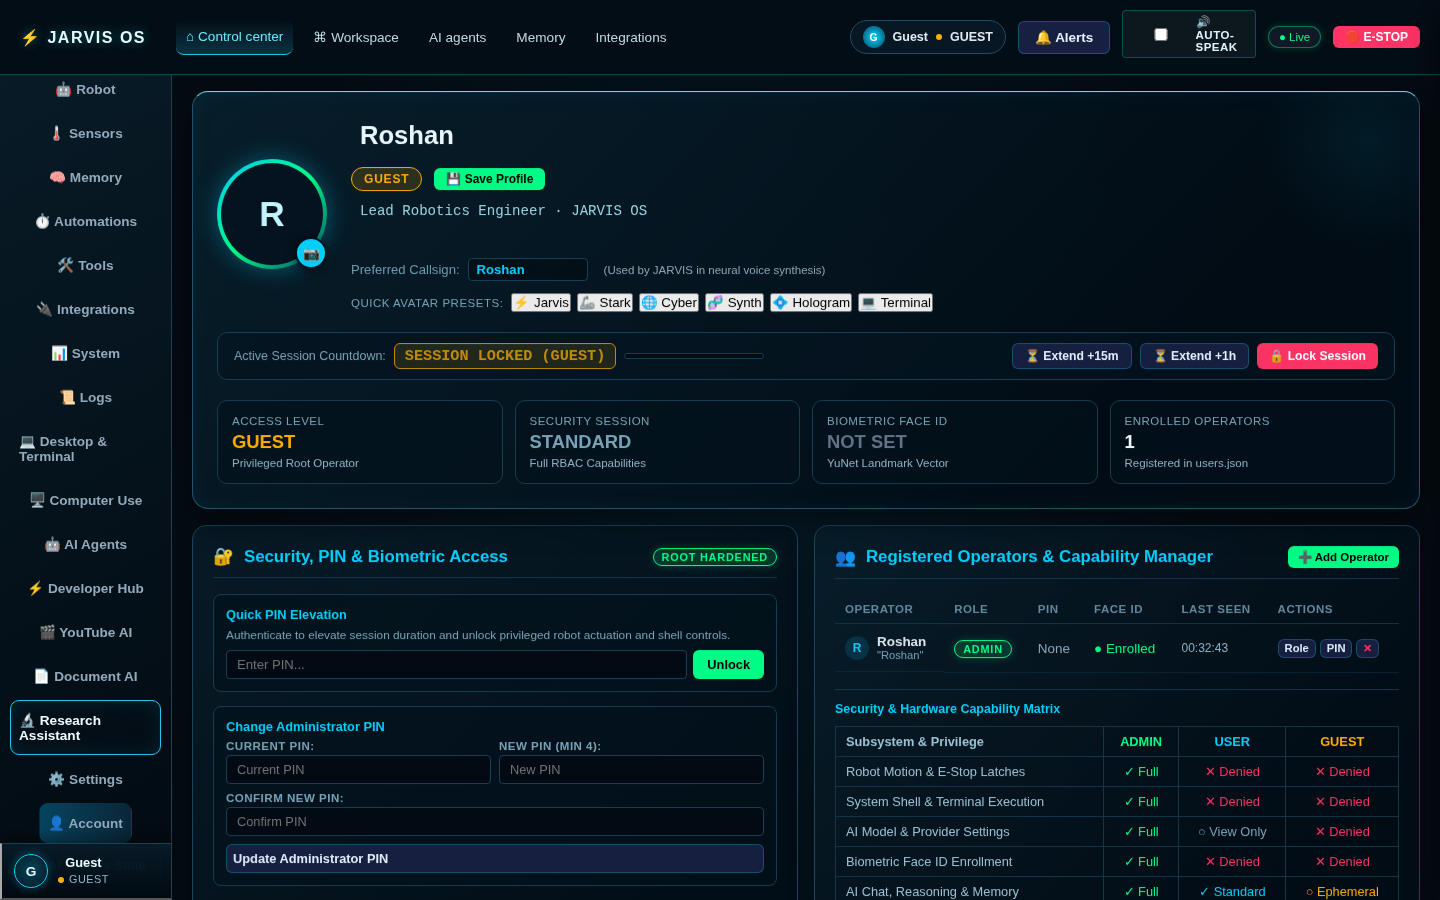 ⚡ JARVIS OS
⌂ Control center
⌘ Workspace
AI agents
Memory
Integrations
G Guest ● GUEST
🔔 Alerts
🔊 AUTO-SPEAK
● Live
🛑 E-STOP
🤖 Robot
🌡️ Sensors
🧠 Memory
⏱️ Automations
🛠️ Tools
🔌 Integrations
📊 System
📜 Logs
💻 Desktop & Terminal
🖥️ Computer Use
🤖 AI Agents
⚡ Developer Hub
🎬 YouTube AI
📄 Document AI
🔬 Research Assistant
⚙️ Settings
👤 Account
G
Guest
● GUEST
R
📷
Roshan
GUEST
💾 Save Profile
Lead Robotics Engineer · JARVIS OS
Preferred Callsign: Roshan (Used by JARVIS in neural voice synthesis)
QUICK AVATAR PRESETS: ⚡ Jarvis 🦾 Stark 🌐 Cyber 🧬 Synth 💠 Hologram 💻 Terminal
Active Session Countdown: SESSION LOCKED (GUEST)
⏳ Extend +15m
⏳ Extend +1h
🔒 Lock Session
ACCESS LEVEL
GUEST
Privileged Root Operator
SECURITY SESSION
STANDARD
Full RBAC Capabilities
BIOMETRIC FACE ID
NOT SET
YuNet Landmark Vector
ENROLLED OPERATORS
1
Registered in users.json
🔐 Security, PIN & Biometric Access
ROOT HARDENED
Quick PIN Elevation
Authenticate to elevate session duration and unlock privileged robot actuation and shell controls.
Enter PIN...
Unlock
Change Administrator PIN
CURRENT PIN: NEW PIN (MIN 4):
Current PIN New PIN
CONFIRM NEW PIN:
Confirm PIN
Update Administrator PIN
👥 Registered Operators & Capability Manager
➕ Add Operator
OPERATOR ROLE PIN FACE ID LAST SEEN ACTIONS
R Roshan "Roshan" ADMIN None ● Enrolled 00:32:43 Role PIN ✕
Security & Hardware Capability Matrix
Subsystem & Privilege ADMIN USER GUEST
Robot Motion & E-Stop Latches ✓ Full ✕ Denied ✕ Denied
System Shell & Terminal Execution ✓ Full ✕ Denied ✕ Denied
AI Model & Provider Settings ✓ Full ○ View Only ✕ Denied
Biometric Face ID Enrollment ✓ Full ✕ Denied ✕ Denied
AI Chat, Reasoning & Memory ✓ Full ✓ Standard ○ Ephemeral